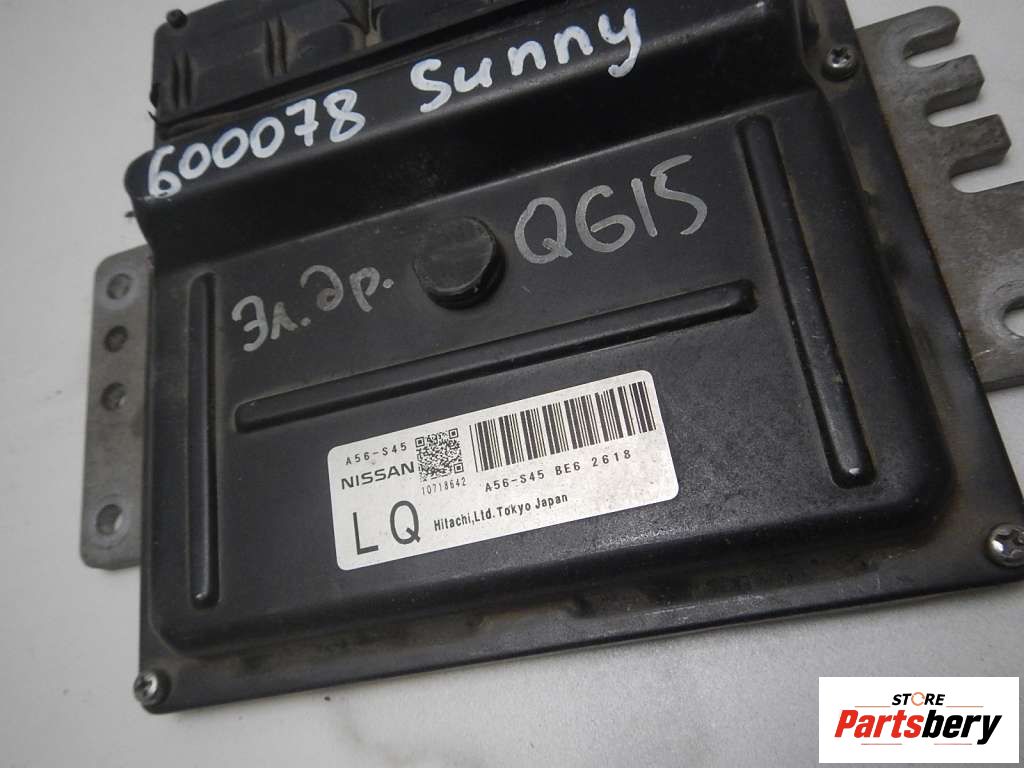 600078 Sunny
Эл. др.
QG15
A56-S45
NISSAN
10718642
A56-S45 BE6 2618
LQ
Hitachi,Ltd.Tokyo Japan
STORE
Partsbery